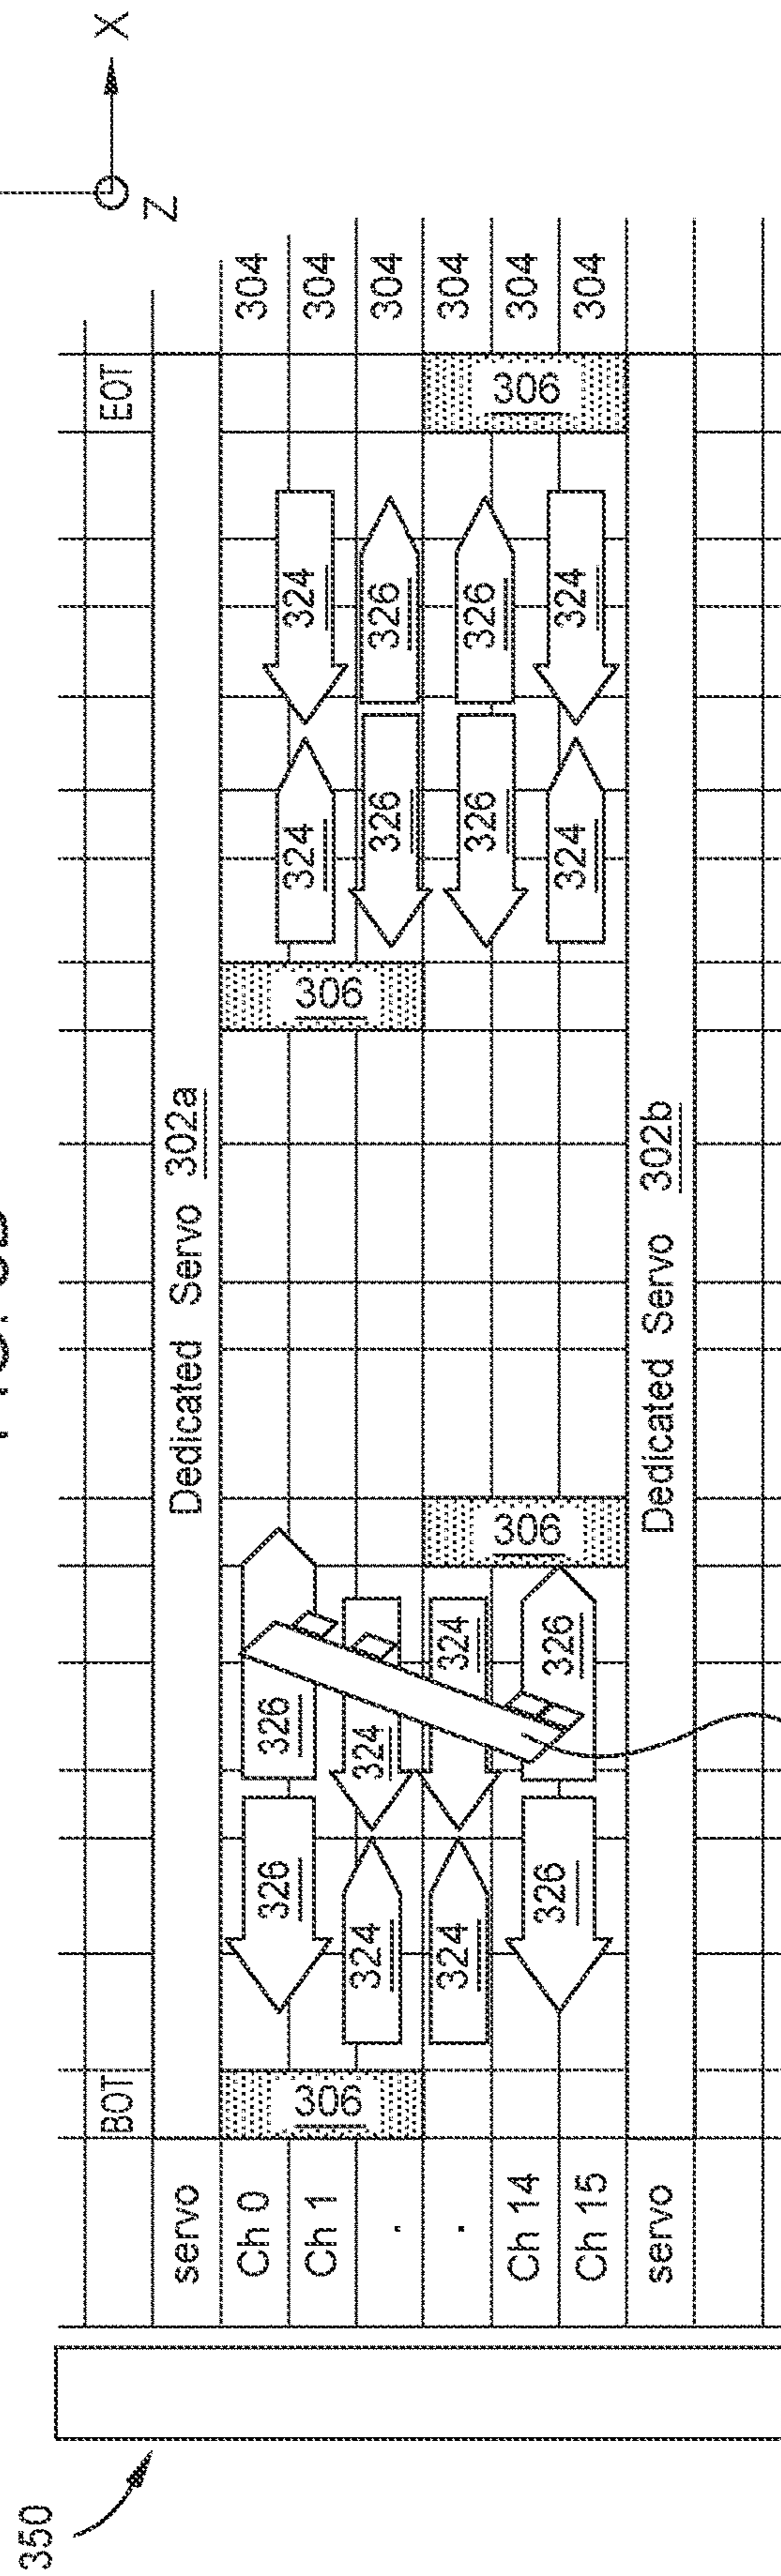 350
X
BOT EOT
Z
servo Dedicated Servo 302a
Ch 0 326 326 304
Ch 1 306 306 324 324 304
. 324 324 326 326 304
. 324 324 326 326 304
Ch 14 326 326 306 306 304
Ch 15 324 324 304
servo Dedicated Servo 302b